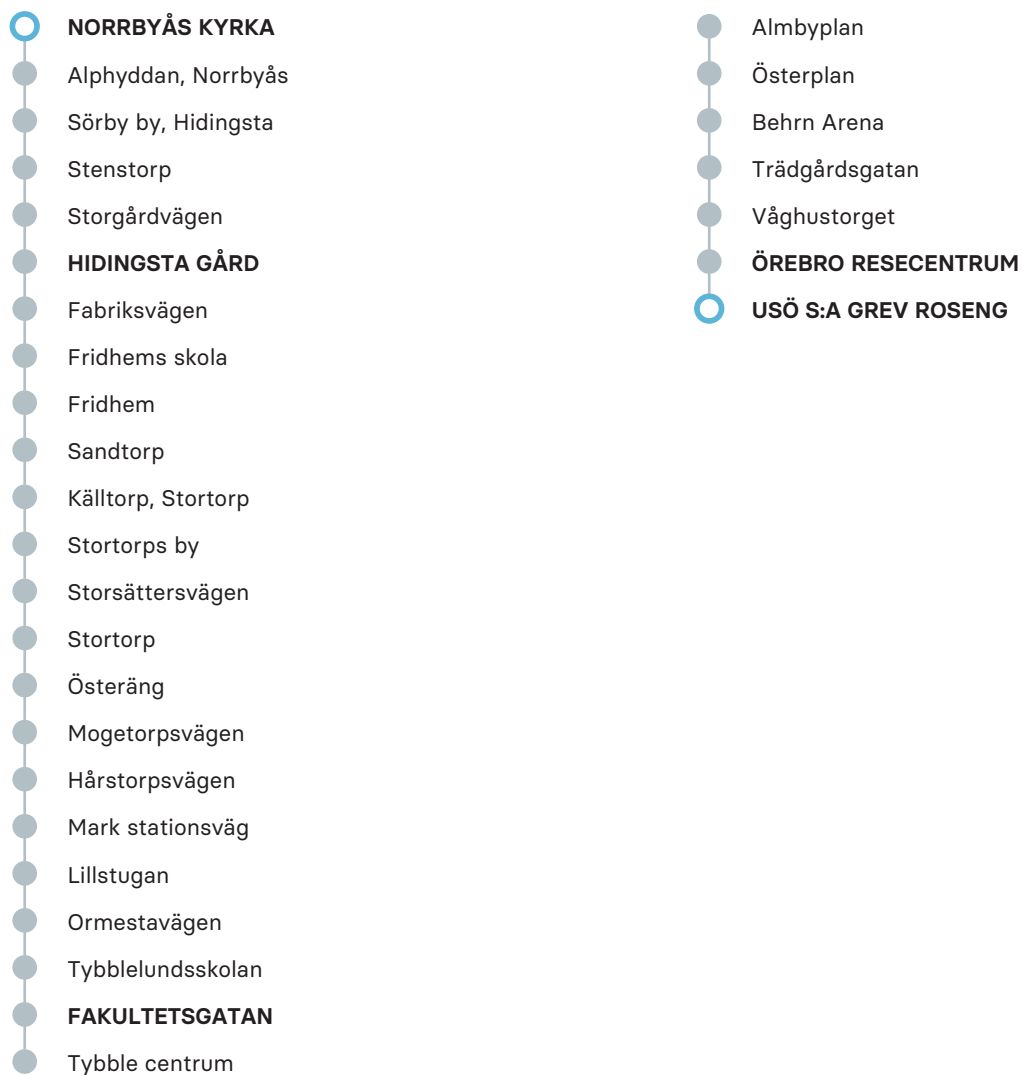 NORRBYÅS KYRKA
Alphyddan, Norrbyås
Sörby by, Hidingsta
Stenstorp
Storgårdvägen
HIDINGSTA GÅRD
Fabriksvägen
Fridhems skola
Fridhem
Sandtorp
Källtorp, Stortorp
Stortorps by
Storsättersvägen
Stortorp
Österäng
Mogetorpsvägen
Hårstorpsvägen
Mark stationsväg
Lillstugan
Ormestavägen
Tybblelundsskolan
FAKULTETSGATAN
Tybble centrum
Almbyplan
Österplan
Behrn Arena
Trädgårdsgatan
Våghustorget
ÖREBRO RESECENTRUM
USÖ S:A GREV ROSENG